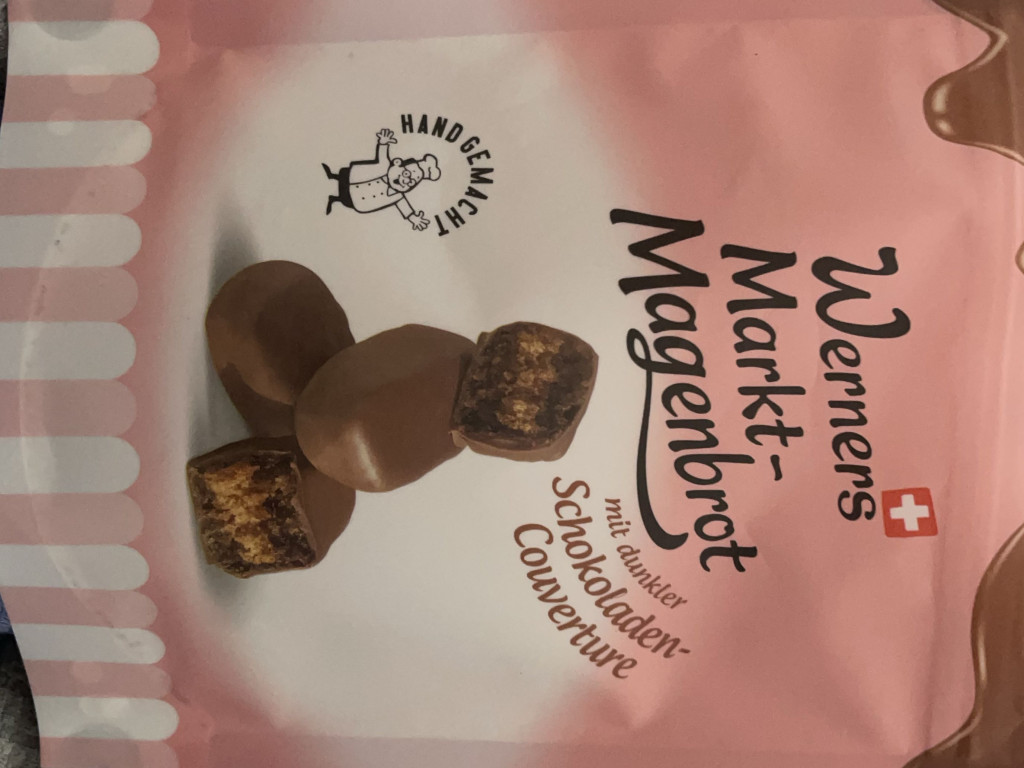 Werners
Markt-
Magenbrot
mit dunkler
Schokoladen-
Couverture
HANDGEMACHT